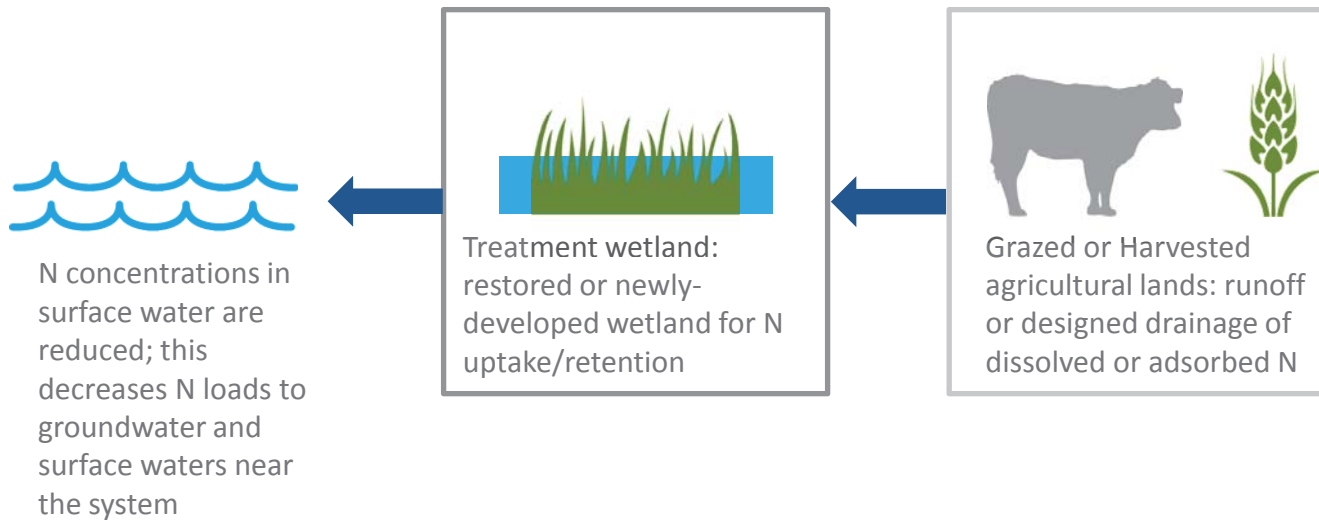 N concentrations in
surface water are
reduced; this
decreases N loads to
groundwater and
surface waters near
the system
Treatment wetland:
restored or newly-
developed wetland for N
uptake/retention
Grazed or Harvested
agricultural lands: runoff
or designed drainage of
dissolved or adsorbed N